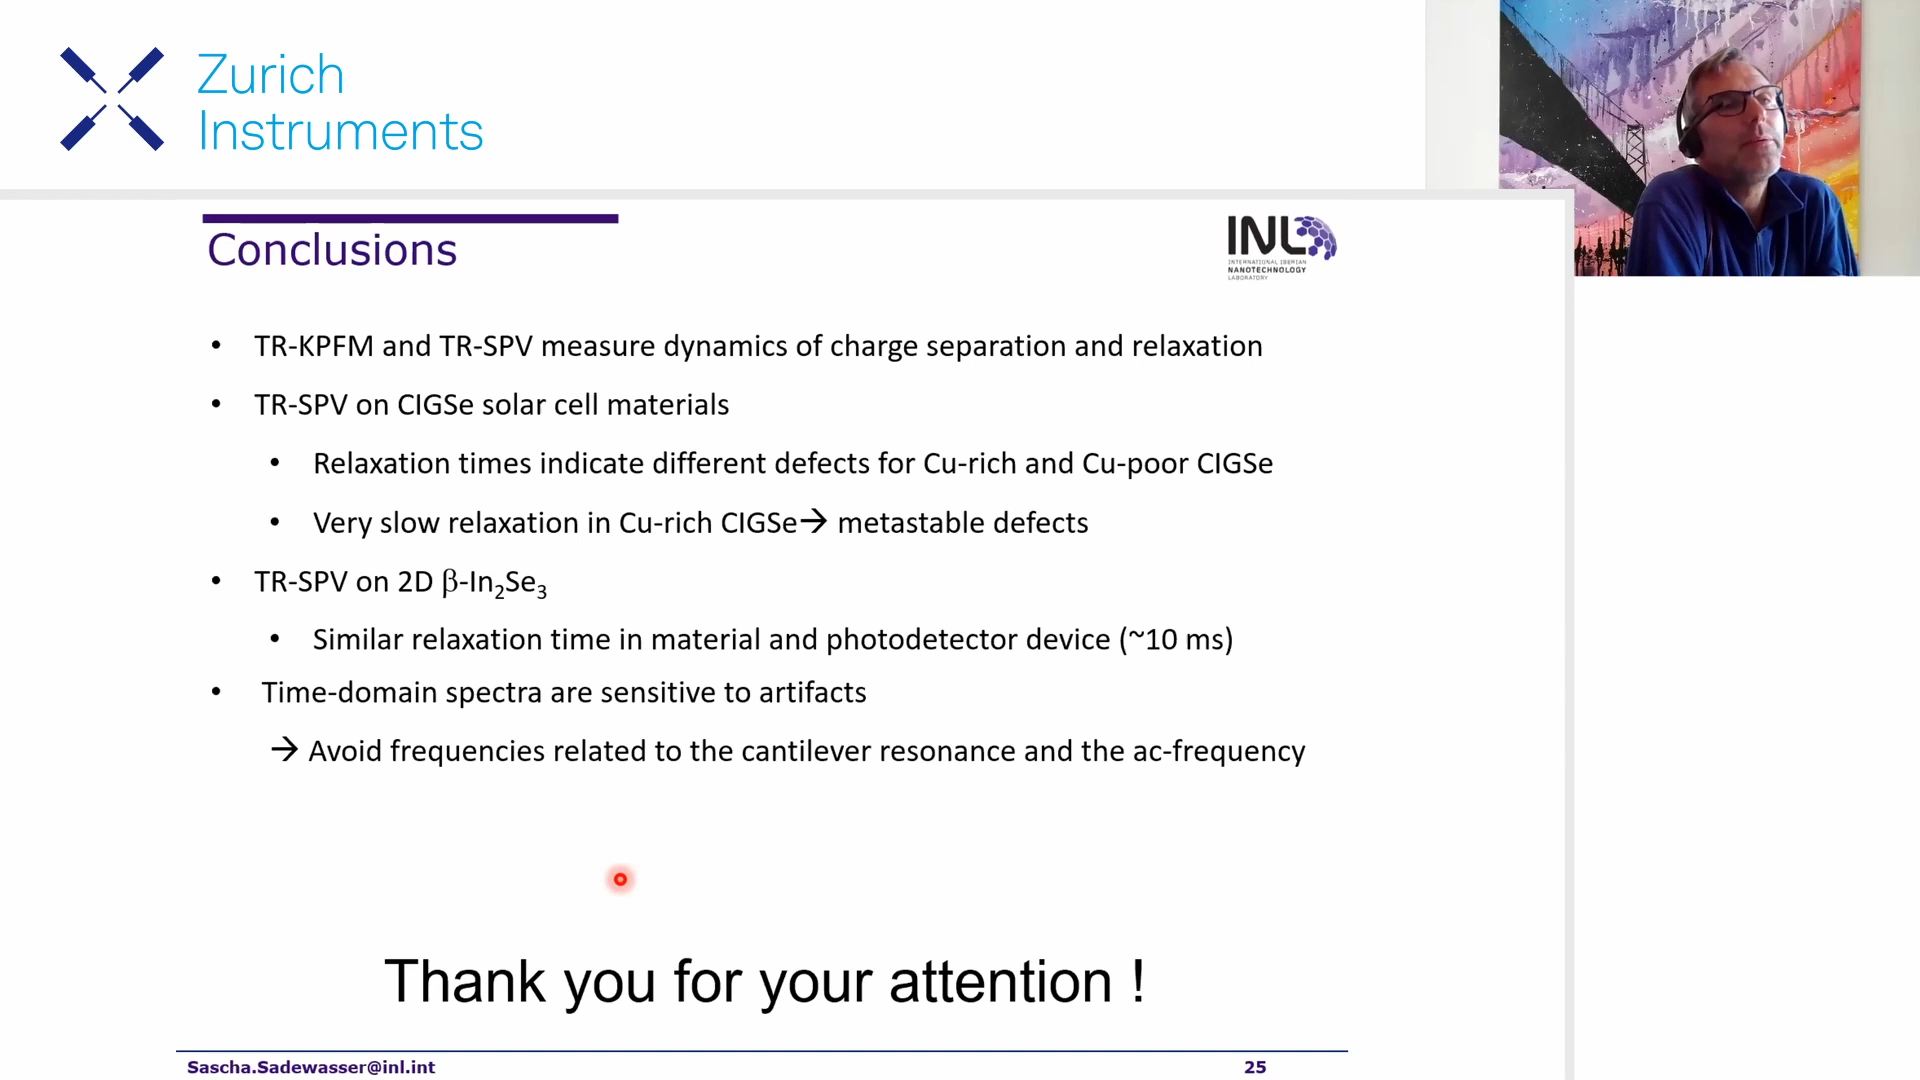 Zurich
Instruments
Conclusions
INL
INTERNATIONAL IBERIAN
NANOTECHNOLOGY
LABORATORY
• TR-KPFM and TR-SPV measure dynamics of charge separation and relaxation
• TR-SPV on CIGSe solar cell materials
• Relaxation times indicate different defects for Cu-rich and Cu-poor CIGSe
• Very slow relaxation in Cu-rich CIGSe→ metastable defects
• TR-SPV on 2D β-In₂Se₃
• Similar relaxation time in material and photodetector device (~10 ms)
• Time-domain spectra are sensitive to artifacts
→ Avoid frequencies related to the cantilever resonance and the ac-frequency
Thank you for your attention !
Sascha.Sadewasser@inl.int 25